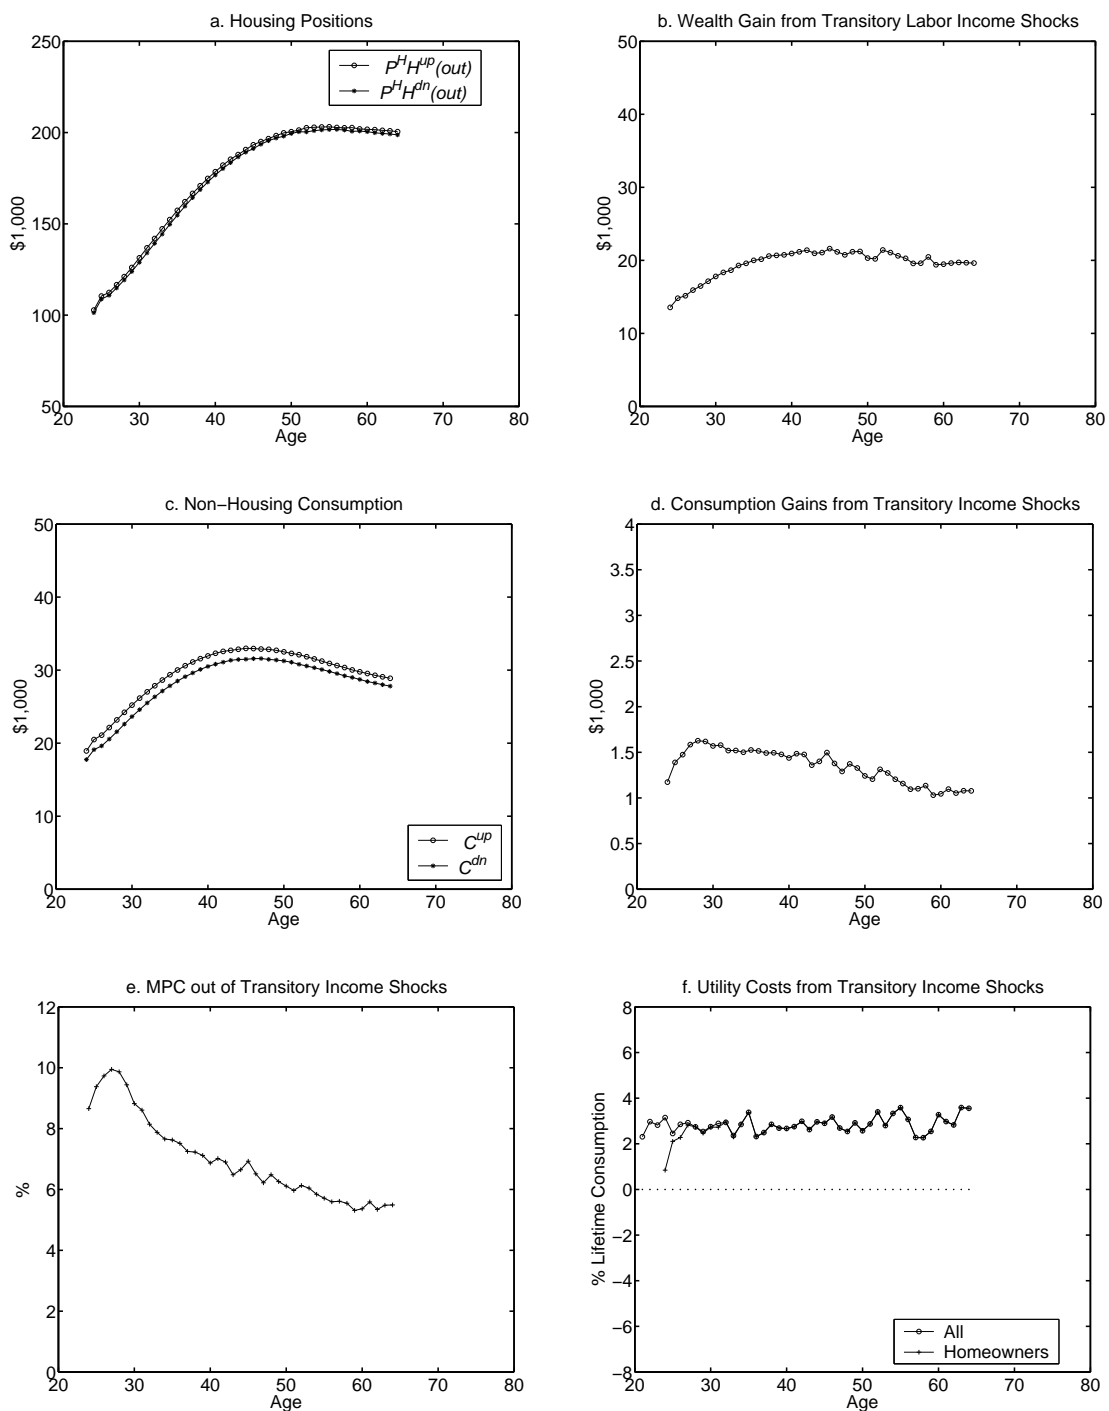 a. Housing Positions
250
200
150
100
50
$1,000
20 30 40 50 60 70 80
Age
P^H H^up(out)
P^H H^dn(out)
b. Wealth Gain from Transitory Labor Income Shocks
50
40
30
20
10
0
$1,000
20 30 40 50 60 70 80
Age
c. Non−Housing Consumption
50
40
30
20
10
0
$1,000
20 30 40 50 60 70 80
Age
C^up
C^dn
d. Consumption Gains from Transitory Income Shocks
4
3.5
3
2.5
2
1.5
1
0.5
0
$1,000
20 30 40 50 60 70 80
Age
e. MPC out of Transitory Income Shocks
12
10
8
6
4
2
0
%
20 30 40 50 60 70 80
Age
f. Utility Costs from Transitory Income Shocks
8
6
4
2
0
−2
−4
−6
−8
% Lifetime Consumption
20 30 40 50 60 70 80
Age
All
Homeowners